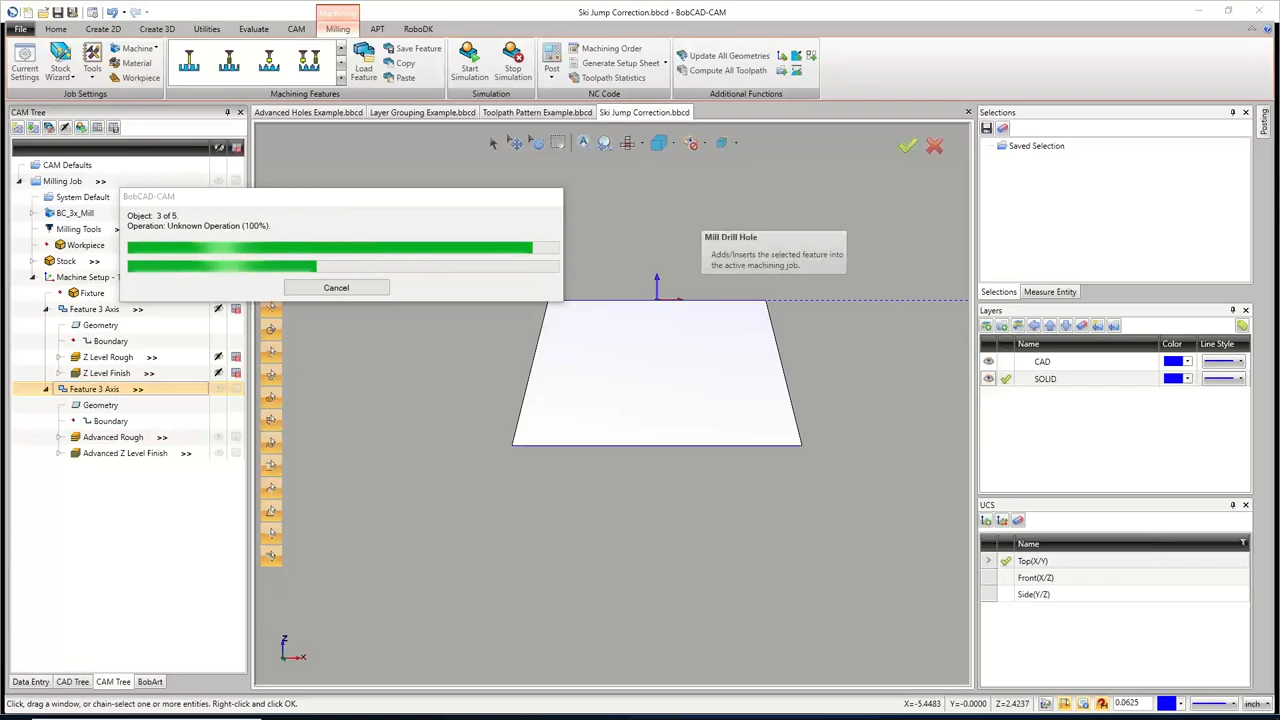 Ski Jump Correction.bbcd - BobCAD-CAM
Machining
File Home Create 2D Create 3D Utilities Evaluate CAM Milling APT RoboDK
Current Settings
Stock Wizard
Tools
Machine
Material
Workpiece
Job Settings
Load Feature
Save Feature
Copy
Paste
Machining Features
Start Simulation
Stop Simulation
Simulation
Post
Machining Order
Generate Setup Sheet
Toolpath Statistics
NC Code
Update All Geometries
Compute All Toolpath
Additional Functions
CAM Tree
Advanced Holes Example.bbcd Layer Grouping Example.bbcd Toolpath Pattern Example.bbcd Ski Jump Correction.bbcd
CAM Defaults
Milling Job >>
System Default
BC_3x_Mill
Milling Tools
Workpiece
Stock >>
Machine Setup - 1
Fixture
Feature 3 Axis >>
Geometry
Boundary
Z Level Rough >>
Z Level Finish >>
Feature 3 Axis >>
Geometry
Boundary
Advanced Rough >>
Advanced Z Level Finish >>
BobCAD-CAM
Object: 3 of 5.
Operation: Unknown Operation (100%).
Cancel
Mill Drill Hole
Adds/Inserts the selected feature into
the active machining job.
Z
X
Selections
Saved Selection
Posting
Selections Measure Entity
Layers
Name Color Line Style
CAD
SOLID
UCS
Name
Top(X/Y)
Front(X/Z)
Side(Y/Z)
Data Entry CAD Tree CAM Tree BobArt
Click, drag a window, or chain-select one or more entities. Right-click and click OK.
X=-5.4483 Y=-0.0000 Z=2.4237 0.0625 inch